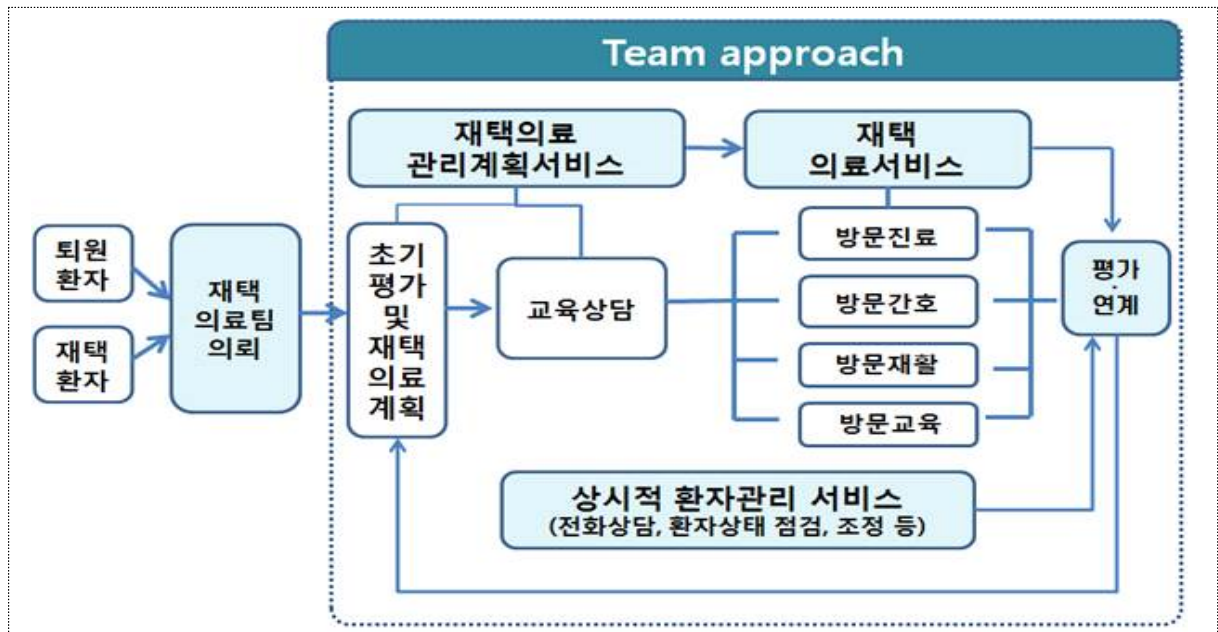 Team approach
재택의료
관리계획서비스
재택
의료서비스
퇴원
환자
재택
환자
재택
의료팀
의뢰
초기
평가
및
재택
의료
계획
교육상담
방문진료
방문간호
방문재활
방문교육
평가
·
연계
상시적 환자관리 서비스
(전화상담, 환자상태 점검, 조정 등)